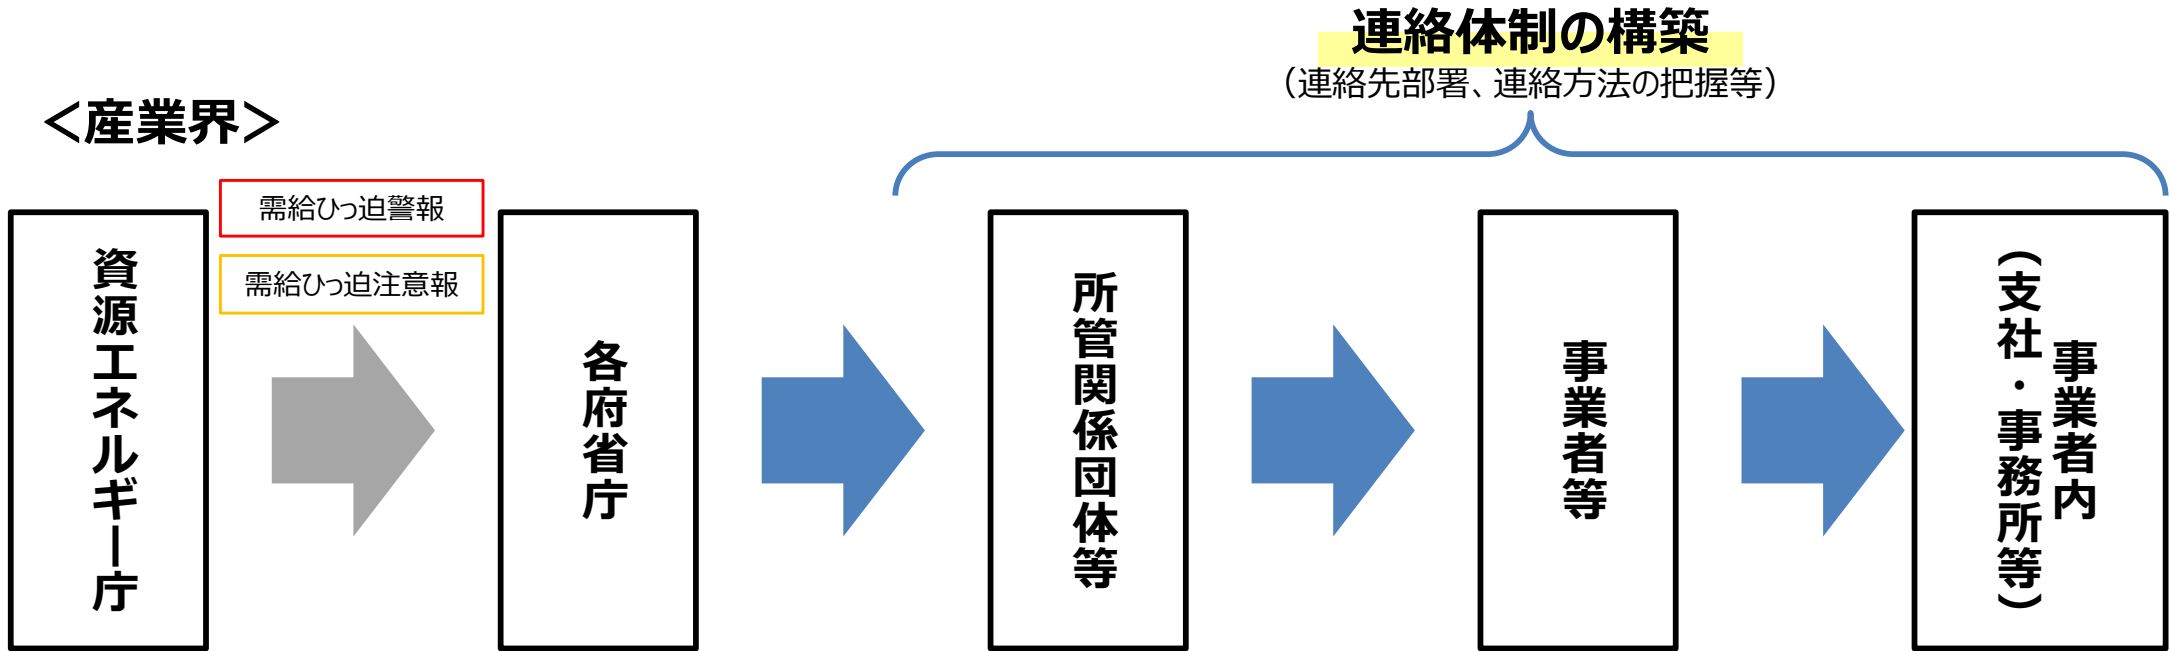 連絡体制の構築
（連絡先部署、連絡方法の把握等）
＜産業界＞
需給ひっ迫警報
需給ひっ迫注意報
資源エネルギー庁
各府省庁
所管関係団体等
事業者等
事業者内
（支社・事務所等）